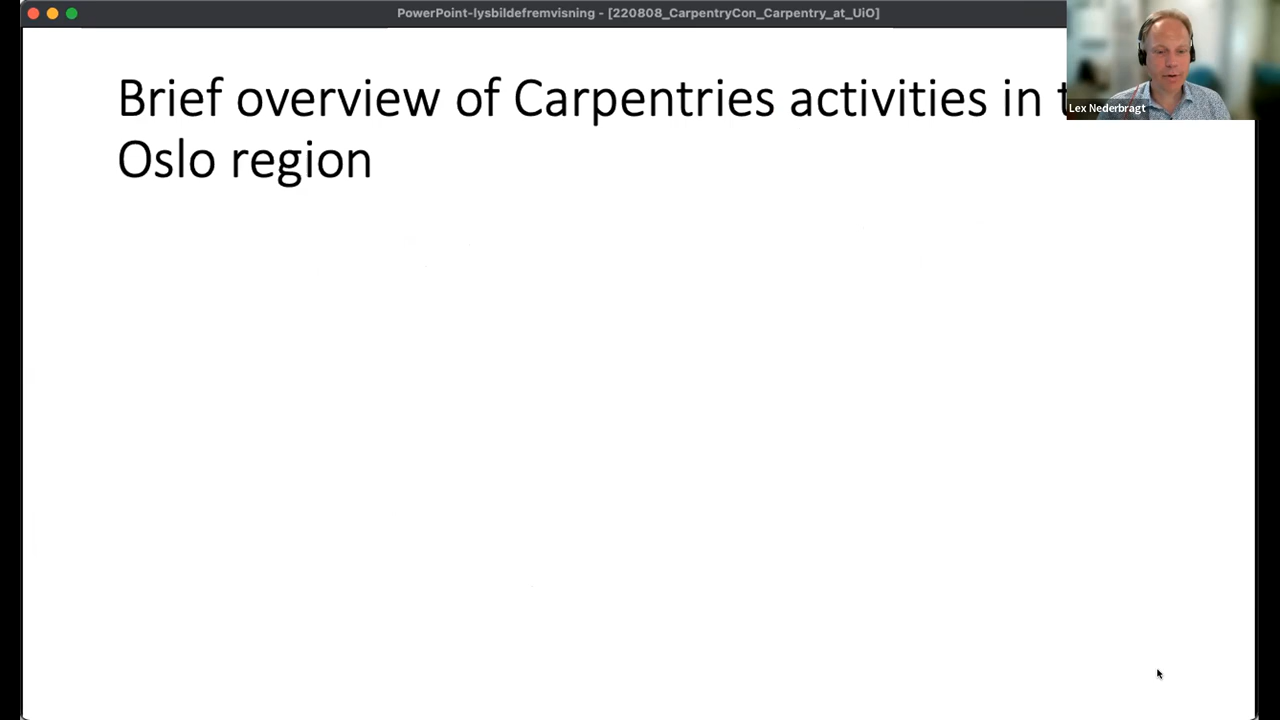 PowerPoint-lysbildefremvisning - [220808_CarpentryCon_Carpentry_at_UiO]
Lex Nederbragt
Brief overview of Carpentries activities in
Oslo region